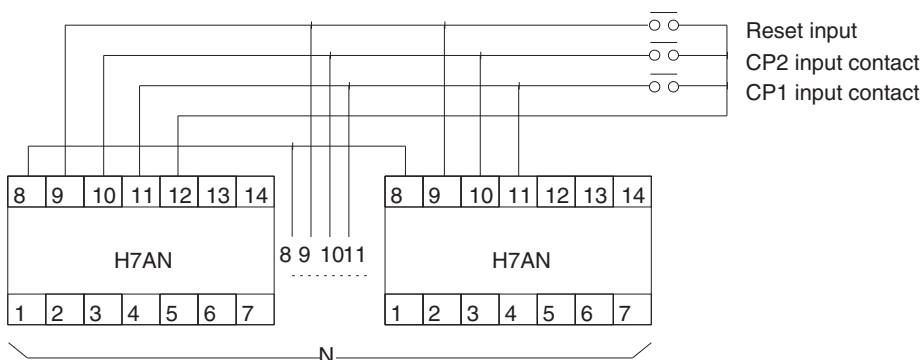 Reset input
CP2 input contact
CP1 input contact
8 9 10 11 12 13 14
8 9 10 11 12 13 14
H7AN
8 9 10 11
H7AN
1 2 3 4 5 6 7
1 2 3 4 5 6 7
N